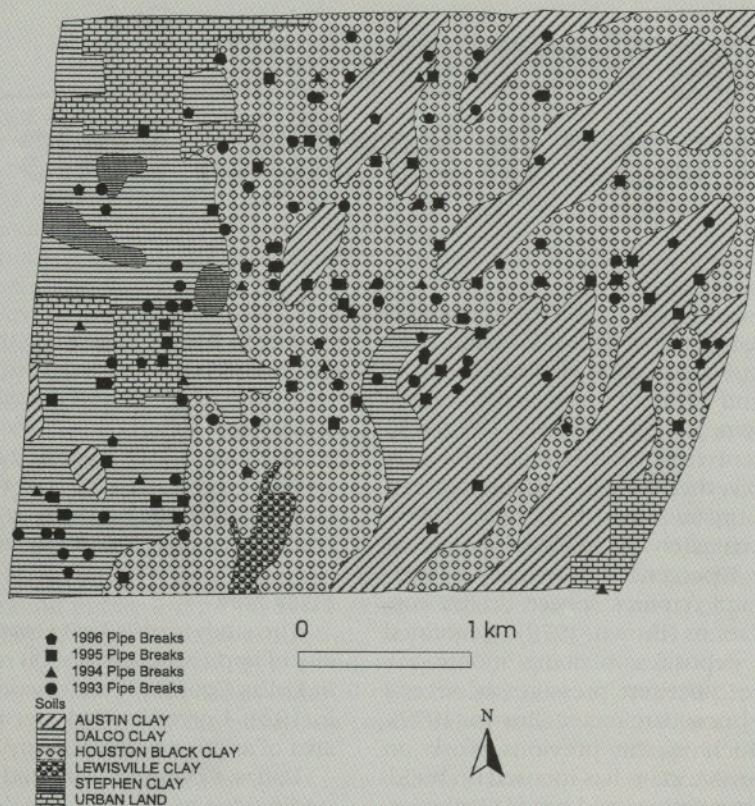 1996 Pipe Breaks
1995 Pipe Breaks
1994 Pipe Breaks
1993 Pipe Breaks
Soils
AUSTIN CLAY
DALCO CLAY
HOUSTON BLACK CLAY
LEWISVILLE CLAY
STEPHEN CLAY
URBAN LAND
0 1 km
N